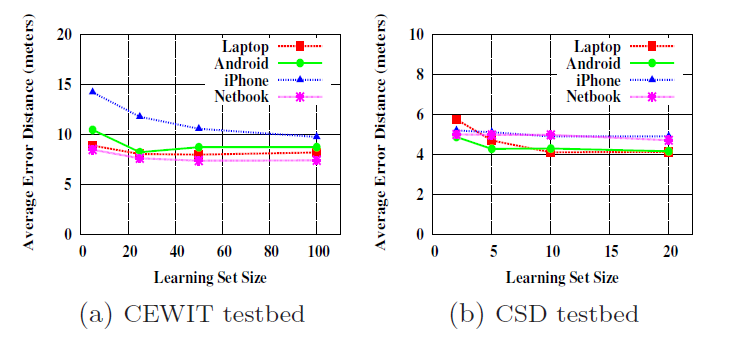 Average Error Distance (meters)
20
15
10
5
0
Laptop
Android
iPhone
Netbook
0 20 40 60 80 100
Learning Set Size
(a) CEWIT testbed
Average Error Distance (meters)
10
8
6
4
2
0
Laptop
Android
iPhone
Netbook
0 5 10 15 20
Learning Set Size
(b) CSD testbed